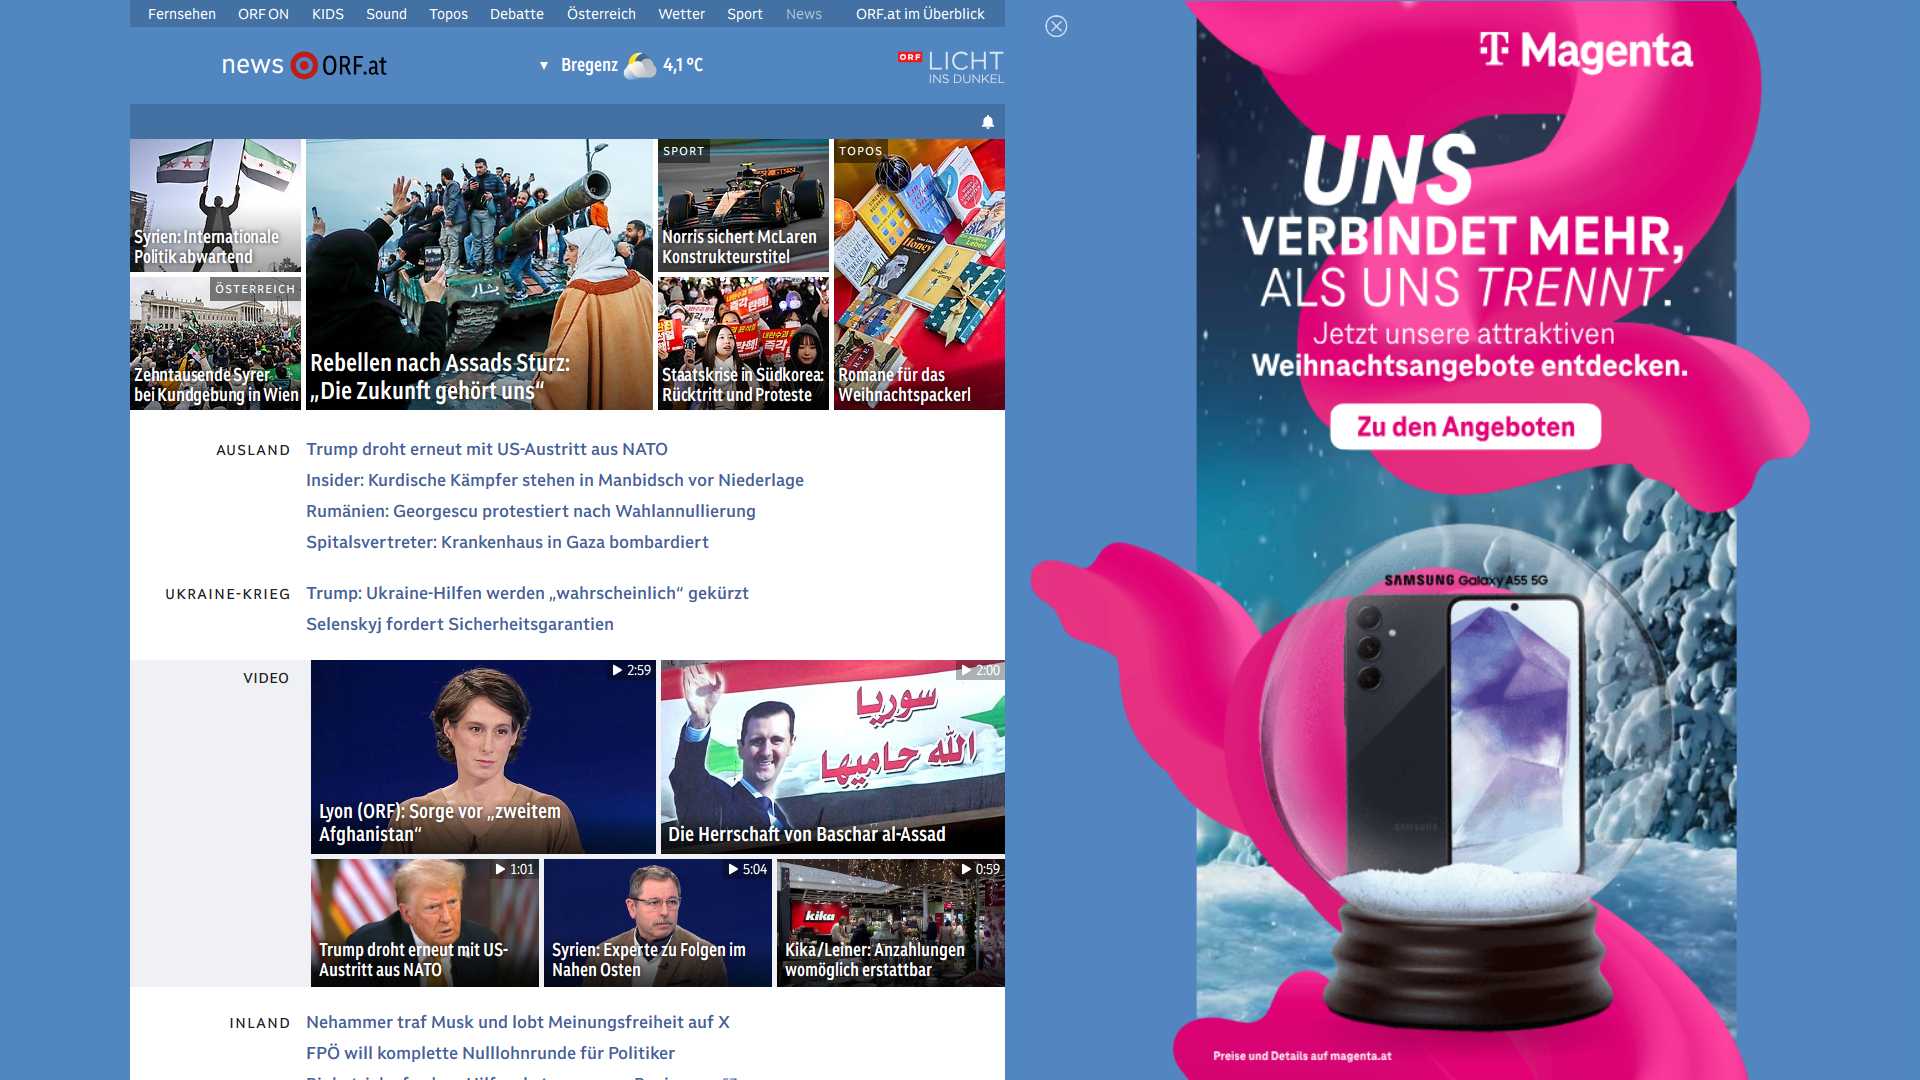 Fernsehen ORF ON KIDS Sound Topos Debatte Österreich Wetter Sport News ORF.at im Überblick
news ORF.at
Bregenz 4,1 °C
ORF LICHT
INS DUNKEL
Syrien: Internationale
Politik abwartend
ÖSTERREICH
Zehntausende Syrer
bei Kundgebung in Wien
Rebellen nach Assads Sturz:
„Die Zukunft gehört uns“
SPORT
Norris sichert McLaren
Konstrukteurstitel
Staatskrise in Südkorea:
Rücktritt und Proteste
TOPOS
Romane für das
Weihnachtspackerl
AUSLAND
Trump droht erneut mit US-Austritt aus NATO
Insider: Kurdische Kämpfer stehen in Manbidsch vor Niederlage
Rumänien: Georgescu protestiert nach Wahlannullierung
Spitalsvertreter: Krankenhaus in Gaza bombardiert
UKRAINE-KRIEG
Trump: Ukraine-Hilfen werden „wahrscheinlich“ gekürzt
Selenskyj fordert Sicherheitsgarantien
VIDEO
2:59
Lyon (ORF): Sorge vor „zweitem
Afghanistan“
2:00
سوريا
الله حاميها
Die Herrschaft von Baschar al-Assad
1:01
Trump droht erneut mit US-
Austritt aus NATO
5:04
Syrien: Experte zu Folgen im
Nahen Osten
0:59
kika
Kika/Leiner: Anzahlungen
womöglich erstattbar
INLAND
Nehammer traf Musk und lobt Meinungsfreiheit auf X
FPÖ will komplette Nulllohnrunde für Politiker
T Magenta
UNS
VERBINDET MEHR,
ALS UNS TRENNT.
Jetzt unsere attraktiven
Weihnachtsangebote entdecken.
Zu den Angeboten
SAMSUNG Galaxy A55 5G
SAMSUNG
Preise und Details auf magenta.at